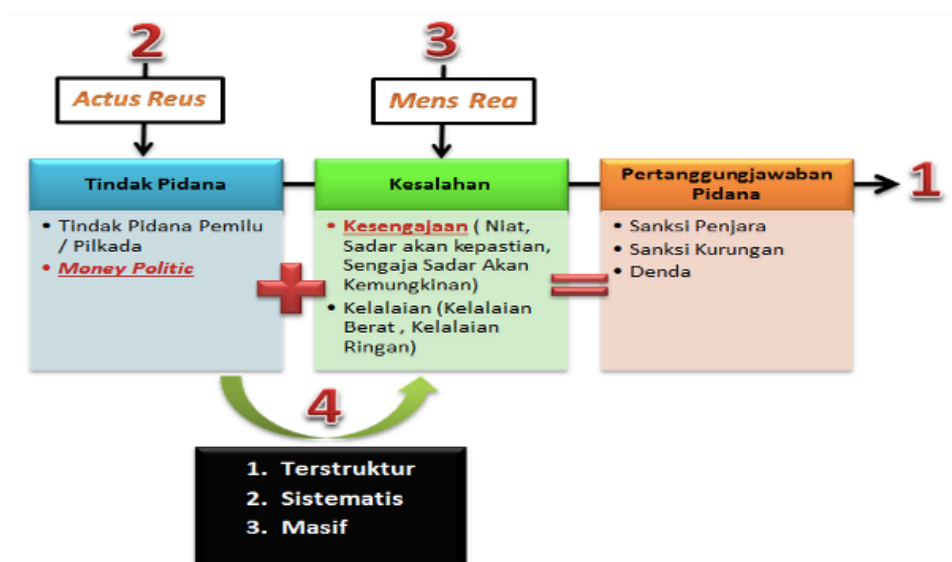 2
3
Actus Reus
Mens Rea
Tindak Pidana
Kesalahan
Pertanggungjawaban
Pidana
1
• Tindak Pidana Pemilu
/ Pilkada
• Money Politic
• Kesengajaan ( Niat,
Sadar akan kepastian,
Sengaja Sadar Akan
Kemungkinan)
• Kelalaian (Kelalaian
Berat , Kelalaian
Ringan)
• Sanksi Penjara
• Sanksi Kurungan
• Denda
4
1. Terstruktur
2. Sistematis
3. Masif